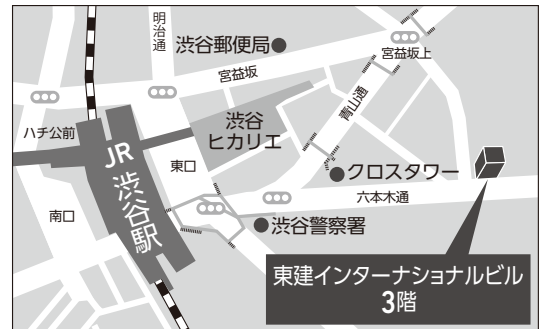 明治通
渋谷郵便局
宮益坂
宮益坂上
青山通
ハチ公前
渋谷
ヒカリエ
JR
渋谷駅
東口
クロスタワー
六本木通
南口
渋谷警察署
東建インターナショナルビル
3階